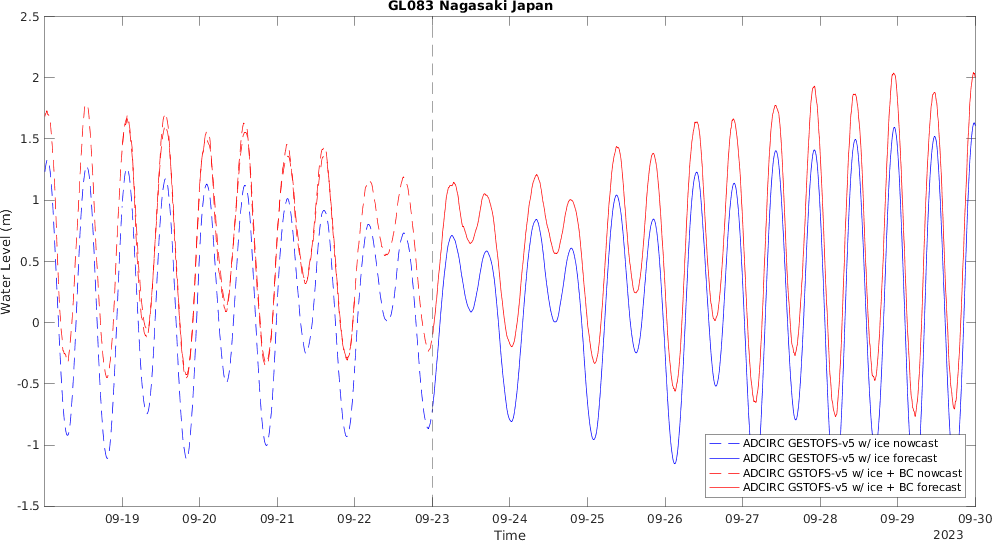 GL083 Nagasaki Japan
2.5
2
1.5
1
0.5
0
-0.5
-1
-1.5
Water Level (m)
09-19 09-20 09-21 09-22 09-23 09-24 09-25 09-26 09-27 09-28 09-29 09-30
Time
2023
ADCIRC GESTOFS-v5 w/ ice nowcast
ADCIRC GESTOFS-v5 w/ ice forecast
ADCIRC GSTOFS-v5 w/ ice + BC nowcast
ADCIRC GSTOFS-v5 w/ ice + BC forecast